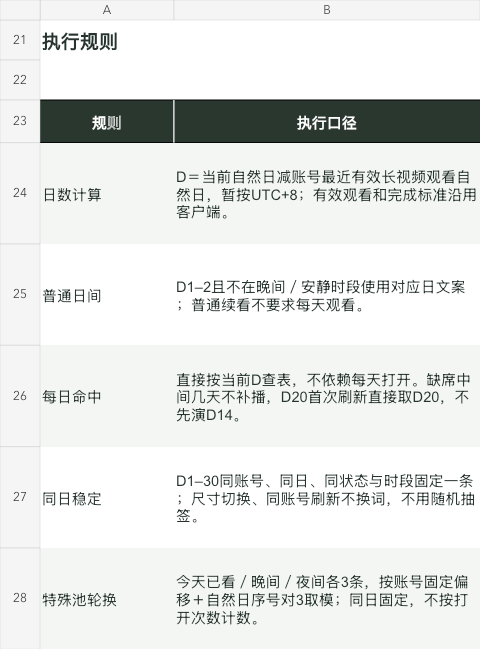 A B
21 执行规则
22
23 规则 执行口径
24 日数计算 D＝当前自然日减账号最近有效长视频观看自
然日，暂按UTC+8；有效观看和完成标准沿用
客户端。
25 普通日间 D1–2且不在晚间／安静时段使用对应日文案
；普通续看不要求每天观看。
26 每日命中 直接按当前D查表，不依赖每天打开。缺席中
间几天不补播，D20首次刷新直接取D20，不
先演D14。
27 同日稳定 D1–30同账号、同日、同状态与时段固定一条
；尺寸切换、同账号刷新不换词，不用随机抽
签。
28 特殊池轮换 今天已看／晚间／夜间各3条，按账号固定偏
移＋自然日序号对3取模；同日固定，不按打
开次数计数。